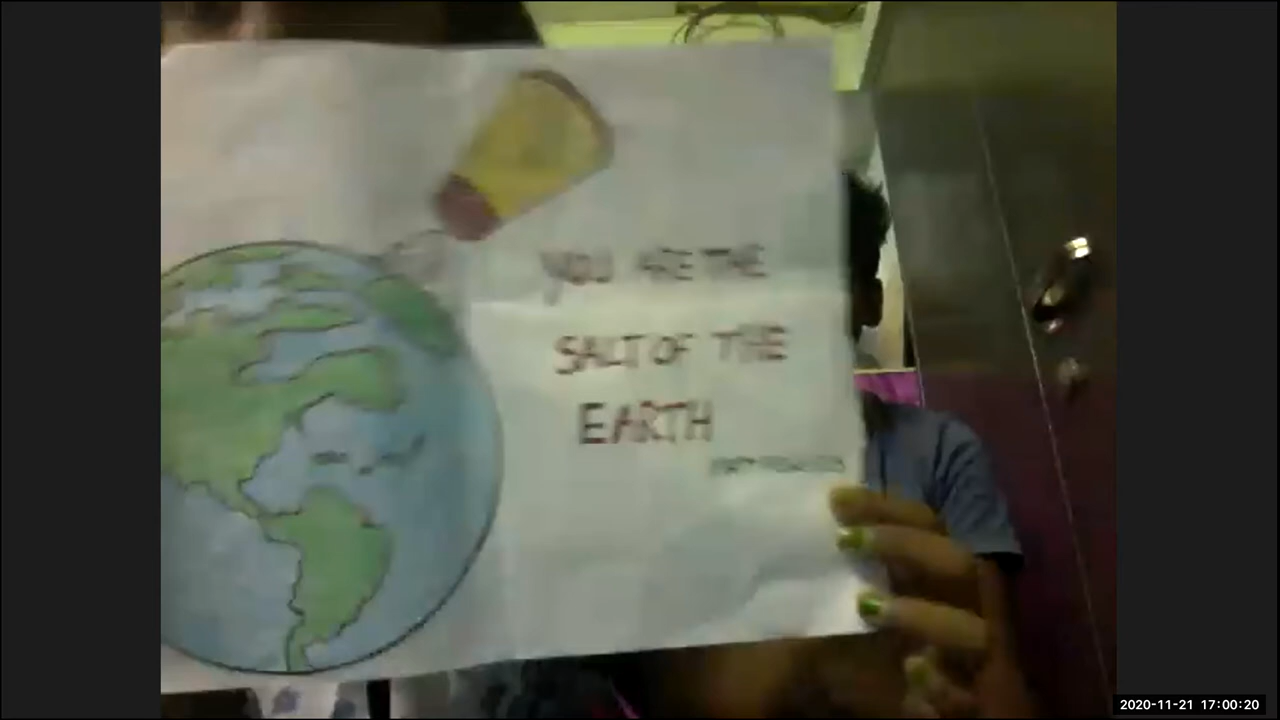 YOU ARE THE
SALT OF THE
EARTH
2020-11-21 17:00:20